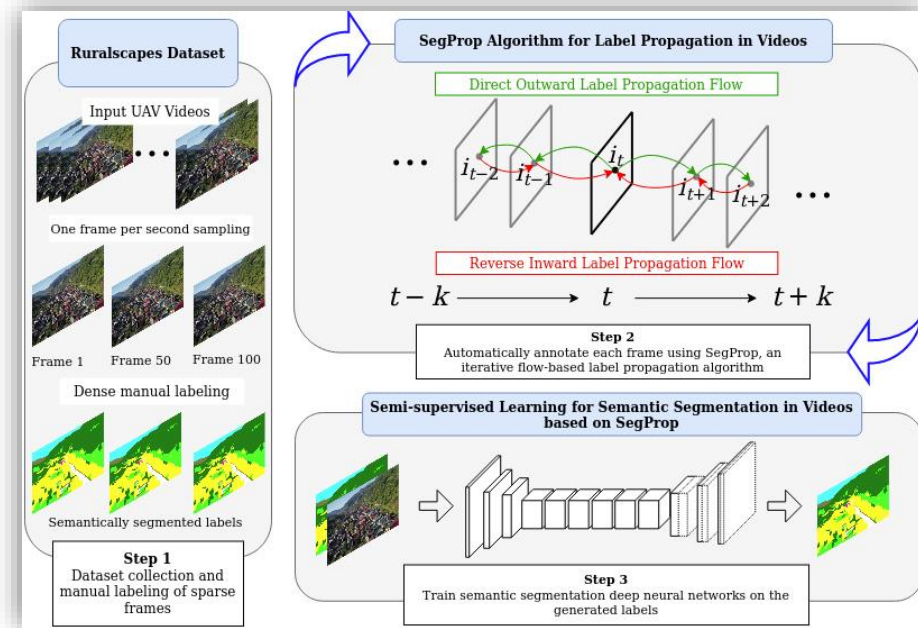 Ruralscapes Dataset
Input UAV Videos
...
One frame per second sampling
Frame 1
Frame 50
Frame 100
Dense manual labeling
Semantically segmented labels
Step 1
Dataset collection and
manual labeling of sparse
frames
SegProp Algorithm for Label Propagation in Videos
Direct Outward Label Propagation Flow
... i_{t-2} i_{t-1} i_t i_{t+1} i_{t+2} ...
Reverse Inward Label Propagation Flow
t − k → t → t + k
Step 2
Automatically annotate each frame using SegProp, an
iterative flow-based label propagation algorithm
Semi-supervised Learning for Semantic Segmentation in Videos
based on SegProp
Step 3
Train semantic segmentation deep neural networks on the
generated labels